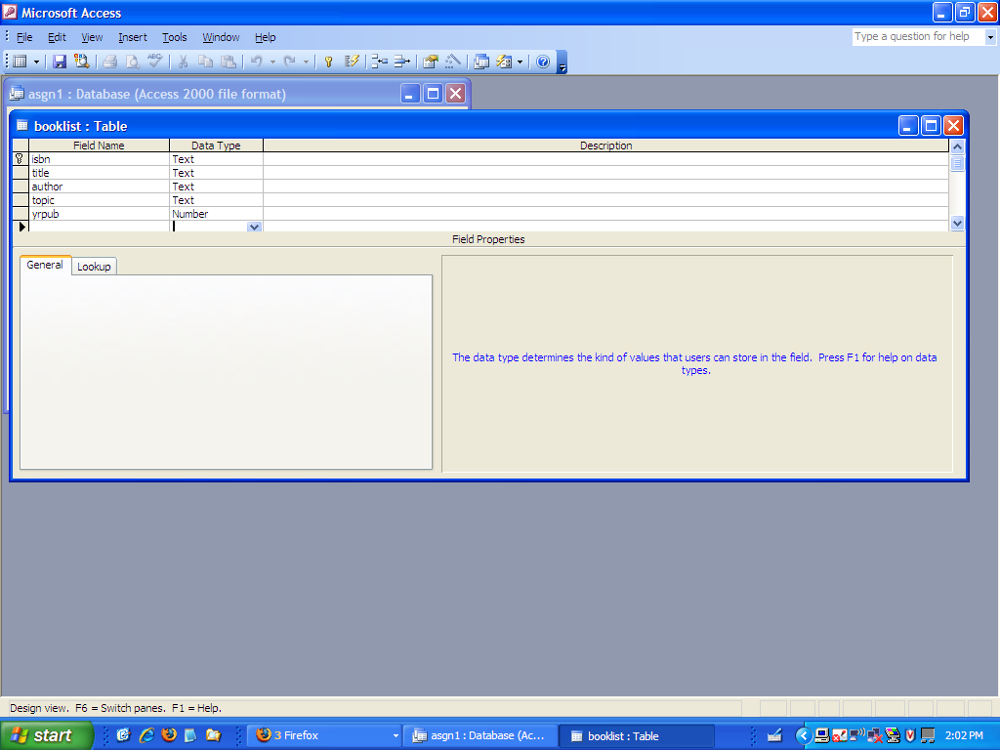 Microsoft Access
File Edit View Insert Tools Window Help
Type a question for help
ABC
asgn1 : Database (Access 2000 file format)
booklist : Table
Field Name Data Type Description
isbn Text
title Text
author Text
topic Text
yrpub Number
Field Properties
General Lookup
The data type determines the kind of values that users can store in the field. Press F1 for help on data
types.
Design view. F6 = Switch panes. F1 = Help.
start 3 Firefox asgn1 : Database (Ac... booklist : Table 2:02 PM